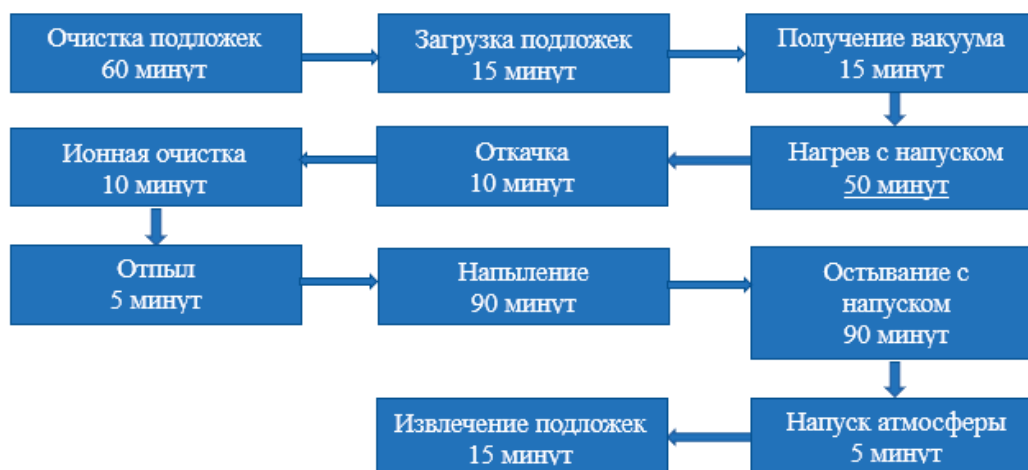 Очистка подложек
60 минут
Загрузка подложек
15 минут
Получение вакуума
15 минут
Нагрев с напуском
50 минут
Откачка
10 минут
Ионная очистка
10 минут
Отпыл
5 минут
Напыление
90 минут
Остывание с
напуском
90 минут
Напуск атмосферы
5 минут
Извлечение подложек
15 минут